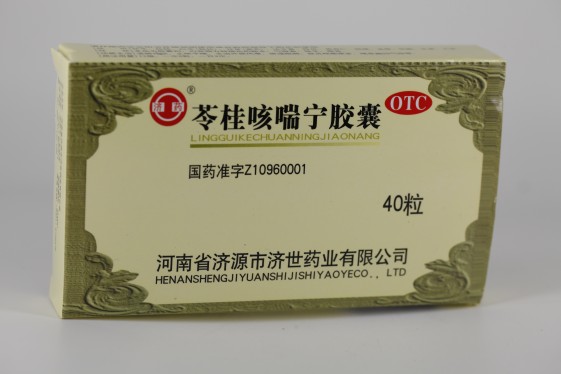 ®
苓桂咳喘宁胶囊
OTC
LINGGUIKECHUANNINGJIAONANG
国药准字Z10960001
40粒
河南省济源市济世药业有限公司
HENANSHENGJIYUANSHIJISHIYAOYECO.，LTD